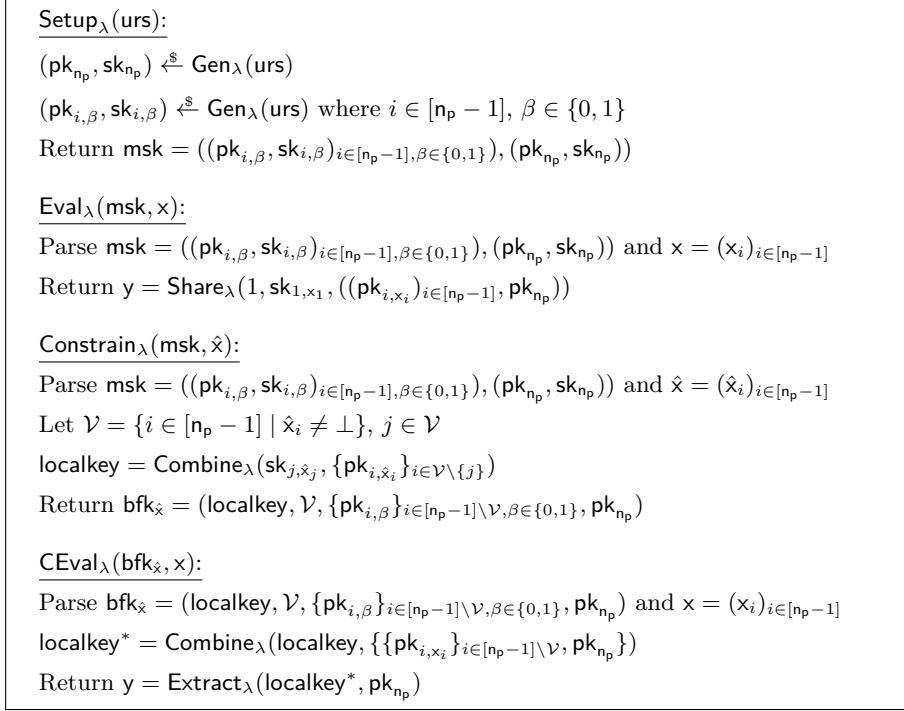 Setup_λ(urs):
(pk_{n_p}, sk_{n_p}) ←$ Gen_λ(urs)
(pk_{i,β}, sk_{i,β}) ←$ Gen_λ(urs) where i ∈ [n_p − 1], β ∈ {0, 1}
Return msk = ((pk_{i,β}, sk_{i,β})_{i∈[n_p−1],β∈{0,1}}), (pk_{n_p}, sk_{n_p}))
Eval_λ(msk, x):
Parse msk = ((pk_{i,β}, sk_{i,β})_{i∈[n_p−1],β∈{0,1}}), (pk_{n_p}, sk_{n_p})) and x = (x_i)_{i∈[n_p−1]}
Return y = Share_λ(1, sk_{1,x_1}, ((pk_{i,x_i})_{i∈[n_p−1]}, pk_{n_p}))
Constrain_λ(msk, x̂):
Parse msk = ((pk_{i,β}, sk_{i,β})_{i∈[n_p−1],β∈{0,1}}), (pk_{n_p}, sk_{n_p})) and x̂ = (x̂_i)_{i∈[n_p−1]}
Let 𝒱 = {i ∈ [n_p − 1] | x̂_i ≠ ⊥}, j ∈ 𝒱
localkey = Combine_λ(sk_{j,x̂_j}, {pk_{i,x̂_i}}_{i∈𝒱\{j}})
Return bfk_{x̂} = (localkey, 𝒱, {pk_{i,β}}_{i∈[n_p−1]\𝒱,β∈{0,1}}, pk_{n_p})
CEval_λ(bfk_{x̂}, x):
Parse bfk_{x̂} = (localkey, 𝒱, {pk_{i,β}}_{i∈[n_p−1]\𝒱,β∈{0,1}}, pk_{n_p}) and x = (x_i)_{i∈[n_p−1]}
localkey* = Combine_λ(localkey, {{pk_{i,x_i}}_{i∈[n_p−1]\𝒱}, pk_{n_p}})
Return y = Extract_λ(localkey*, pk_{n_p})